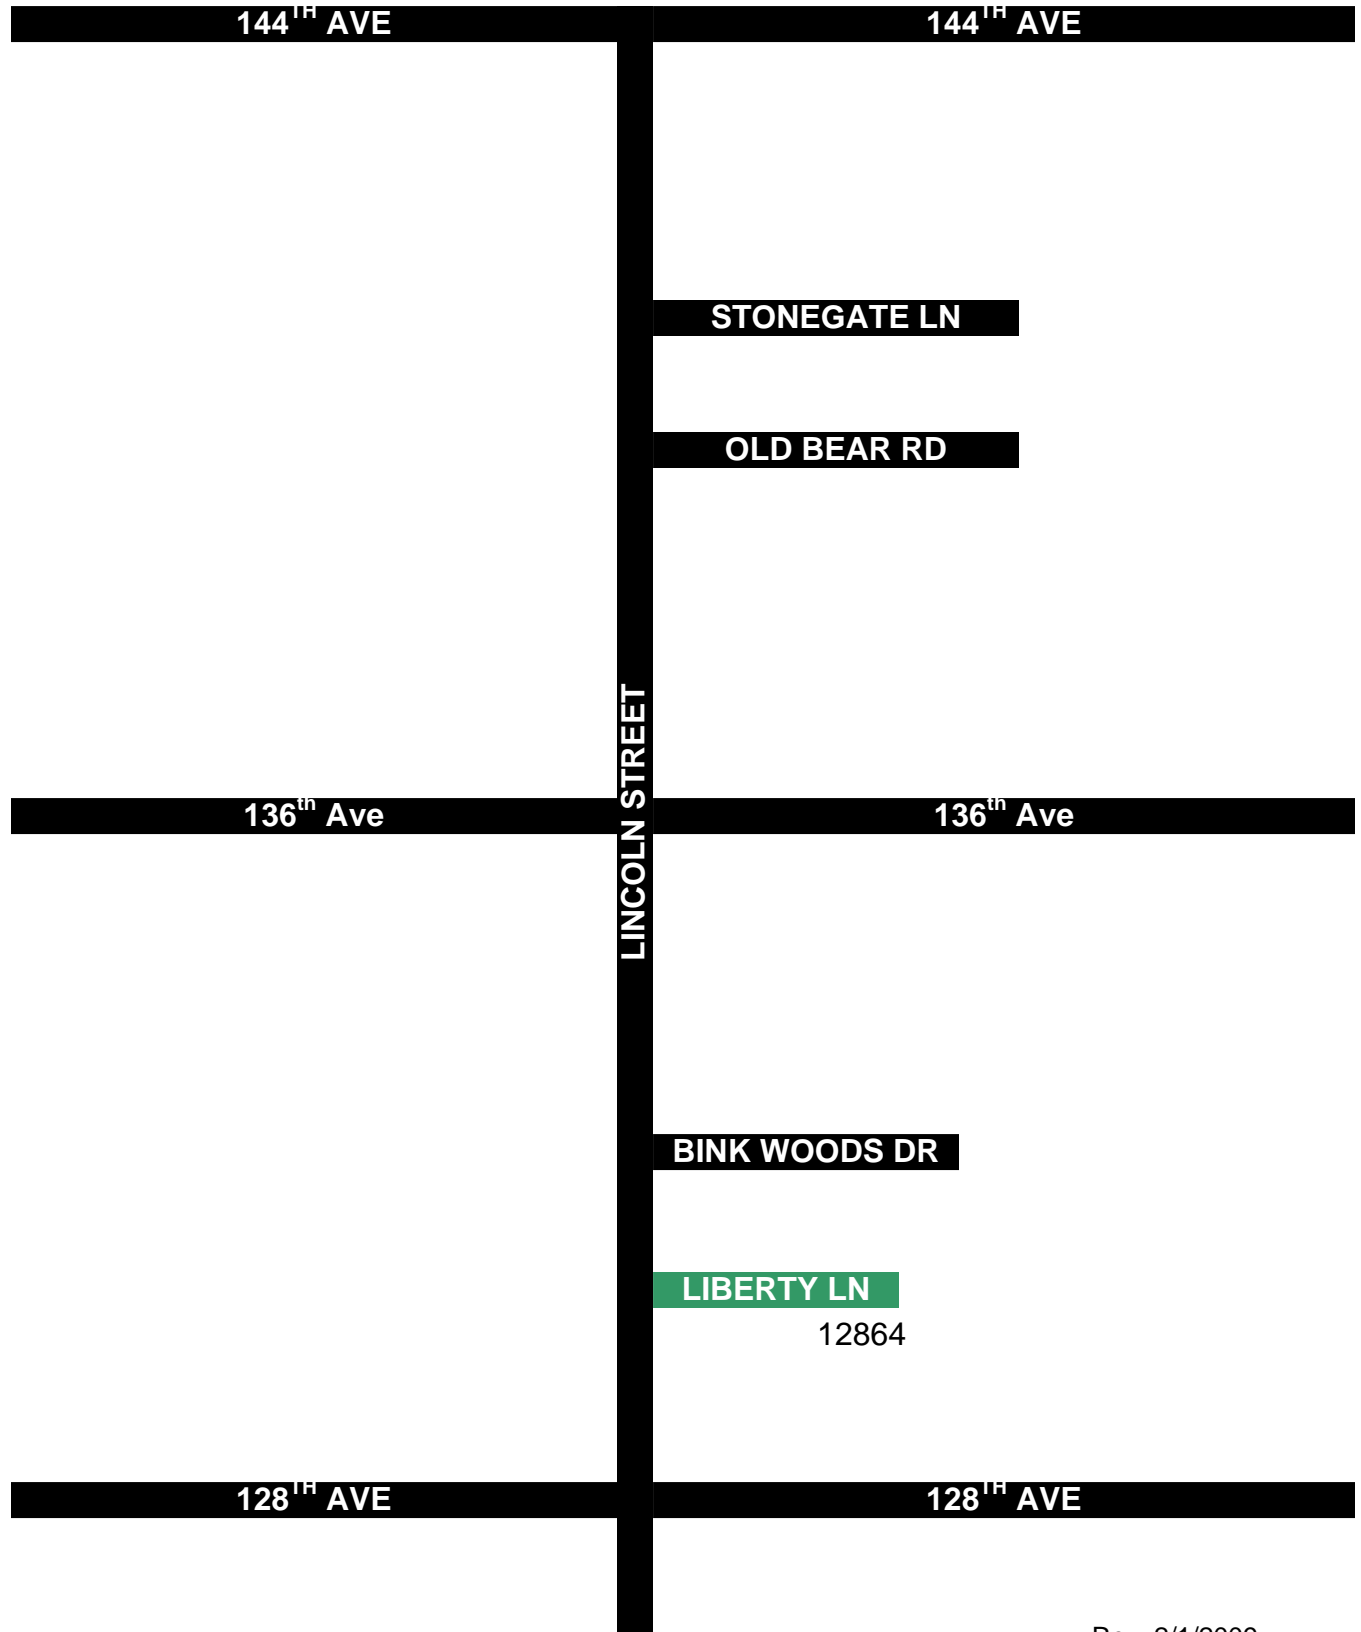 144TH AVE 144TH AVE
STONEGATE LN
OLD BEAR RD
LINCOLN STREET
136th Ave 136th Ave
BINK WOODS DR
LIBERTY LN
12864
128TH AVE 128TH AVE